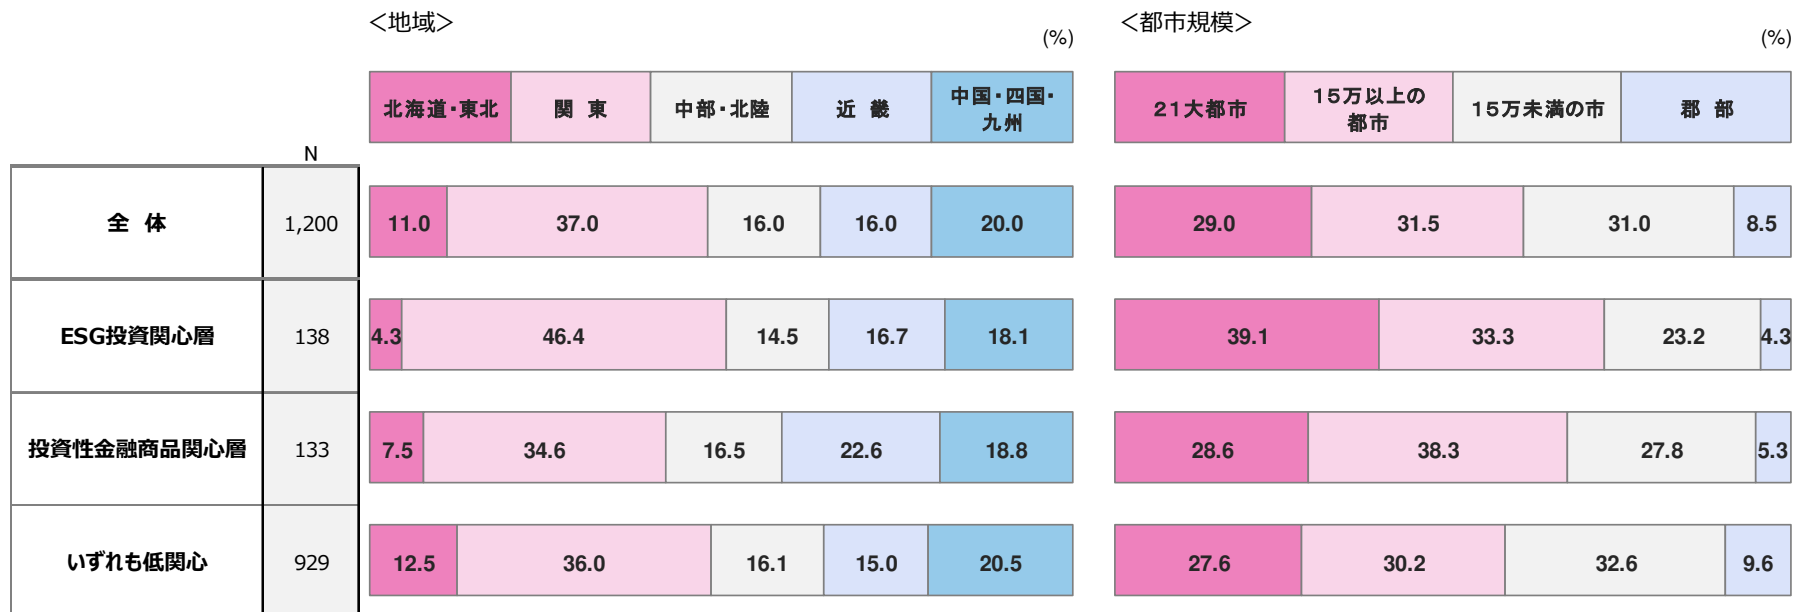 ＜地域＞ ＜都市規模＞
(%) (%)
北海道・東北 関 東 中部・北陸 近 畿 中国・四国・
九州 21大都市 15万以上の
都市 15万未満の市 郡 部
N
全 体 1,200 11.0 37.0 16.0 16.0 20.0 29.0 31.5 31.0 8.5
ESG投資関心層 138 4.3 46.4 14.5 16.7 18.1 39.1 33.3 23.2 4.3
投資性金融商品関心層 133 7.5 34.6 16.5 22.6 18.8 28.6 38.3 27.8 5.3
いずれも低関心 929 12.5 36.0 16.1 15.0 20.5 27.6 30.2 32.6 9.6